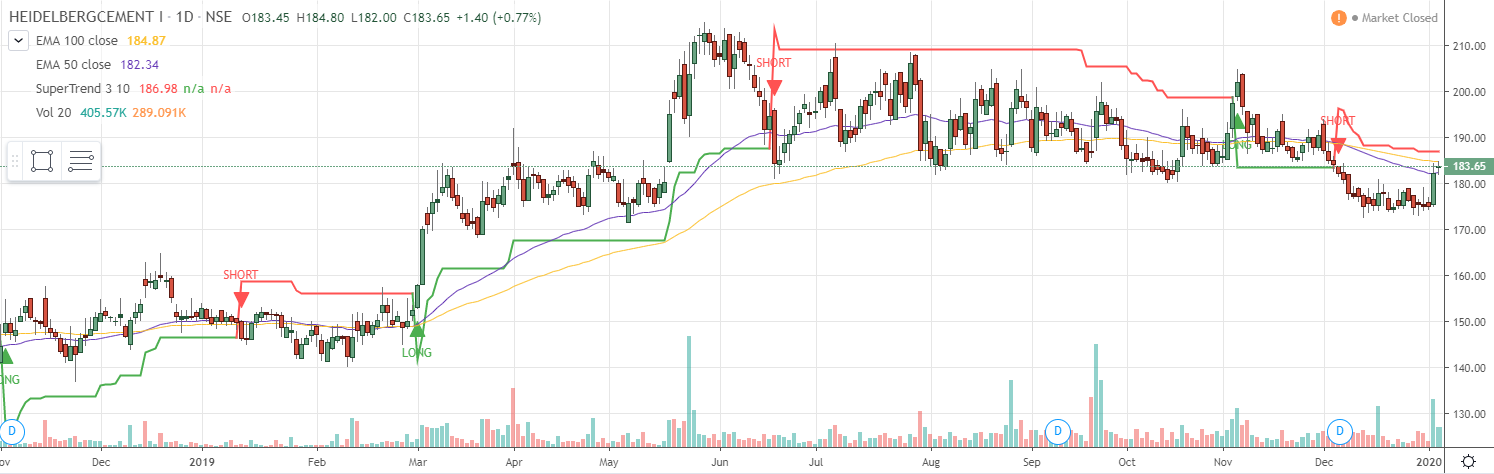 HEIDELBERGCEMENT I · 1D · NSE O183.45 H184.80 L182.00 C183.65 +1.40 (+0.77%)
! Market Closed
EMA 100 close 184.87
EMA 50 close 182.34
SuperTrend 3 10 186.98 n/a n/a
Vol 20 405.57K 289.091K
210.00
SHORT
200.00
SHORT
190.00
LONG
183.65
180.00
170.00
SHORT
160.00
150.00
LONG
140.00
ONG
130.00
D D D
ov Dec 2019 Feb Mar Apr May Jun Jul Aug Sep Oct Nov Dec 2020